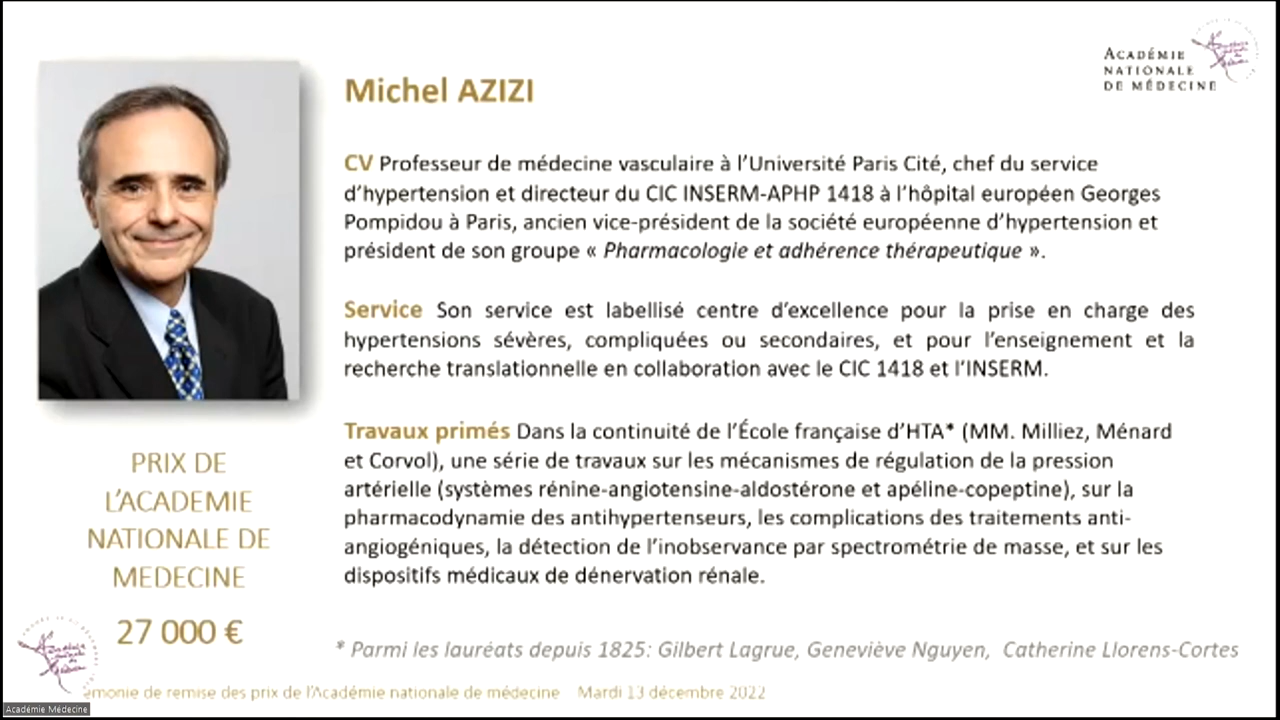 Michel AZIZI
ACADÉMIE
NATIONALE
DE MÉDECINE
CV Professeur de médecine vasculaire à l'Université Paris Cité, chef du service
d'hypertension et directeur du CIC INSERM-APHP 1418 à l'hôpital européen Georges
Pompidou à Paris, ancien vice-président de la société européenne d'hypertension et
président de son groupe « Pharmacologie et adhérence thérapeutique ».
Service Son service est labellisé centre d'excellence pour la prise en charge des
hypertensions sévères, compliquées ou secondaires, et pour l'enseignement et la
recherche translationnelle en collaboration avec le CIC 1418 et l'INSERM.
Travaux primés Dans la continuité de l'École française d'HTA* (MM. Milliez, Ménard
et Corvol), une série de travaux sur les mécanismes de régulation de la pression
artérielle (systèmes rénine-angiotensine-aldostérone et apéline-copeptine), sur la
pharmacodynamie des antihypertenseurs, les complications des traitements anti-
angiogéniques, la détection de l'inobservance par spectrométrie de masse, et sur les
dispositifs médicaux de dénervation rénale.
PRIX DE
L'ACADEMIE
NATIONALE DE
MEDECINE
27 000 €
* Parmi les lauréats depuis 1825: Gilbert Lagrue, Geneviève Nguyen, Catherine Llorens-Cortes
émonie de remise des prix de l'Académie nationale de médecine Mardi 13 décembre 2022
Académie Médecine